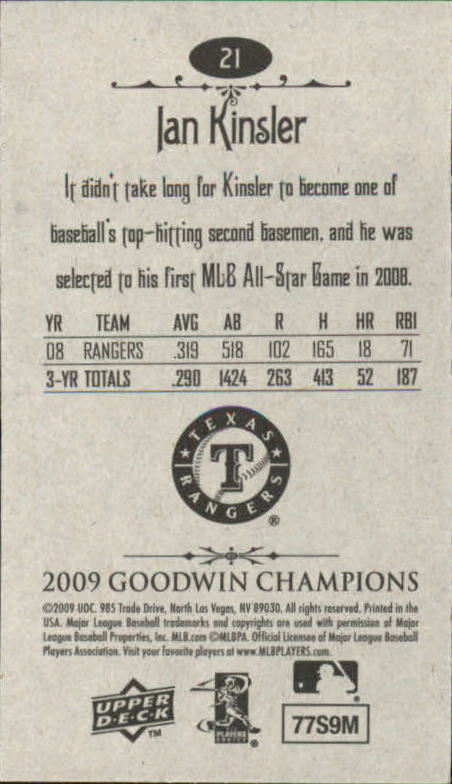 21
Ian Kinsler
It didn't take long for Kinsler to become one of
baseball's top-hitting second basemen, and he was
selected to his first MLB All-Star Game in 2008.
YR TEAM AVG AB R H HR RBI
08 RANGERS .319 518 102 165 18 71
3-YR TOTALS .290 1424 263 413 52 187
TEXAS
T
RANGERS
®
2009 GOODWIN CHAMPIONS
©2009 UDC. 985 Trade Drive, North Las Vegas, NV 89030. All rights reserved. Printed in the
USA. Major League Baseball trademarks and copyrights are used with permission of Major
League Baseball Properties, Inc. MLB.com ©MLBPA. Official Licensee of Major League Baseball
Players Association. Visit your favorite players at www.MLBPLAYERS.com.
UPPER
D·E·C·K
TM
PLAYERS
CHOICE
®
®
77S9M